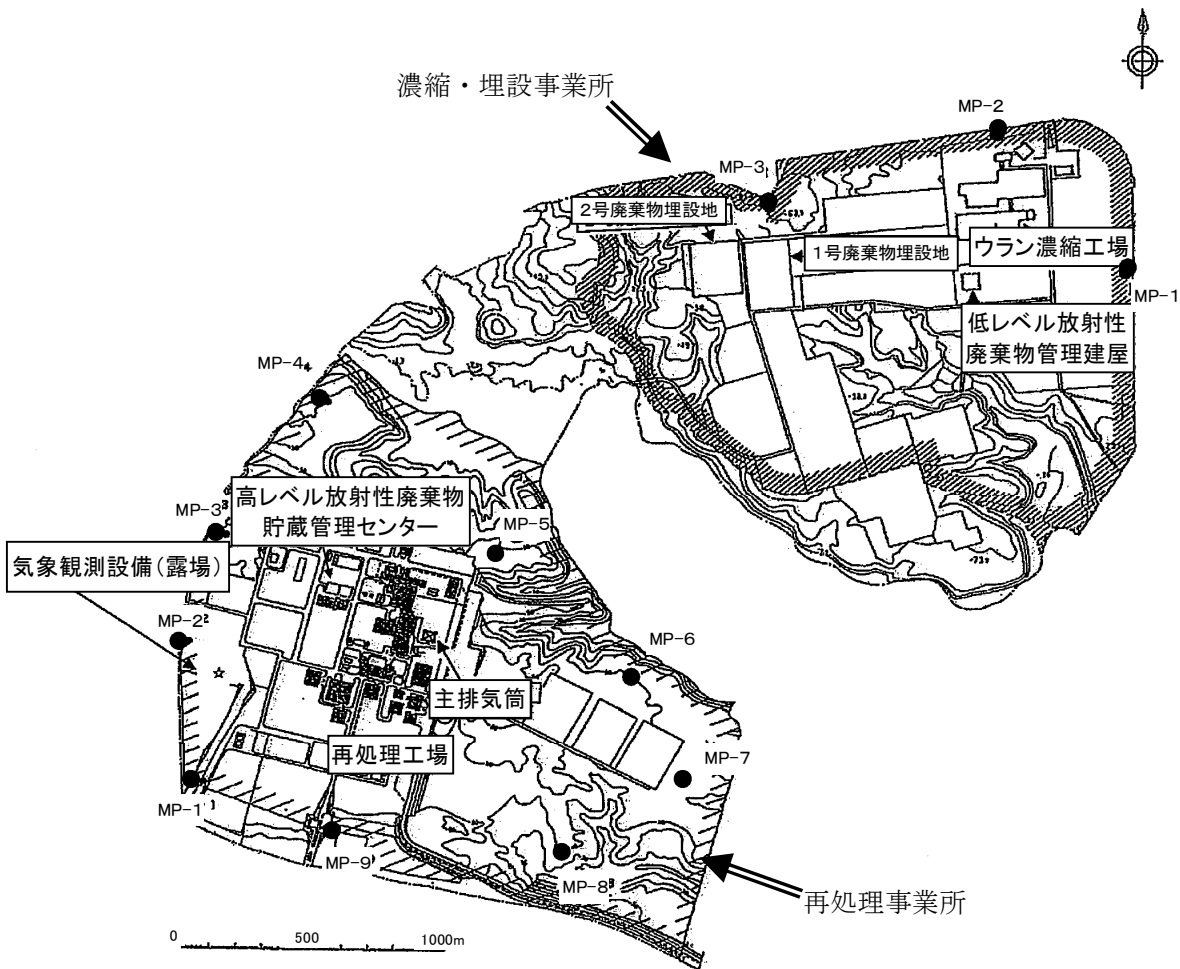 濃縮・埋設事業所
MP-2
MP-3
2号廃棄物埋設地
1号廃棄物埋設地
ウラン濃縮工場
MP-1
低レベル放射性
廃棄物管理建屋
MP-4
高レベル放射性廃棄物
貯蔵管理センター
MP-3
MP-5
気象観測設備(露場)
MP-2
MP-6
主排気筒
再処理工場
MP-7
MP-1
MP-9
MP-8
再処理事業所
0 500 1000m